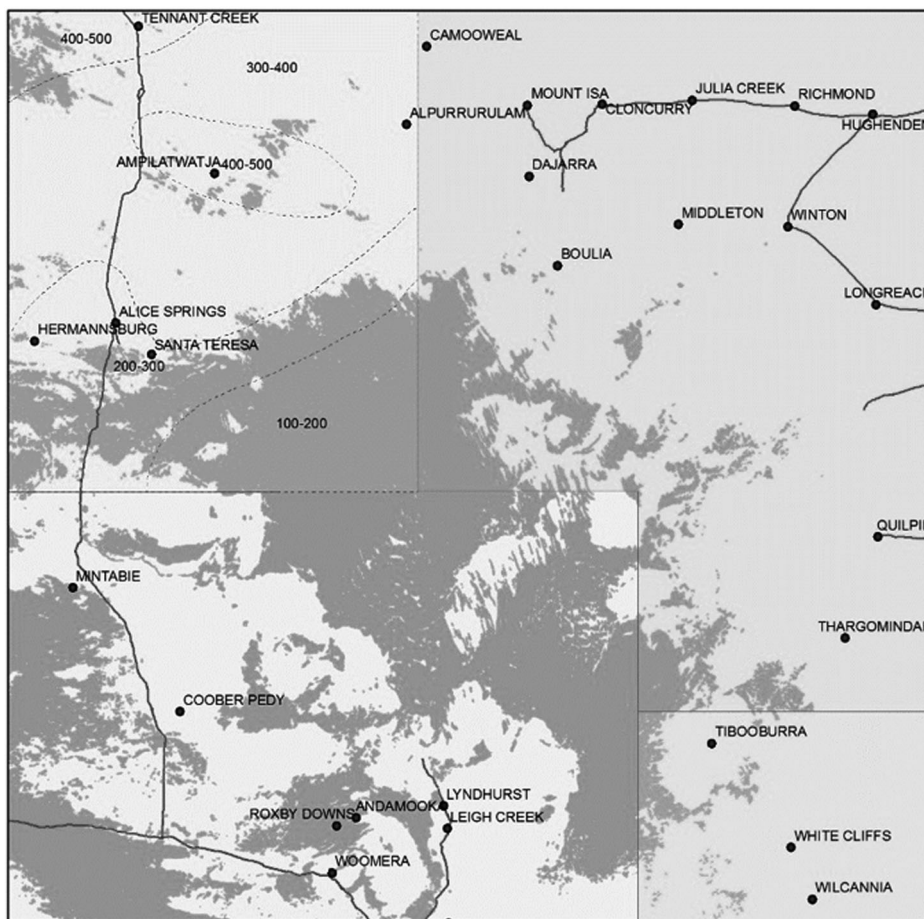 TENNANT CREEK
400-500
CAMOOWEAL
300-400
MOUNT ISA
JULIA CREEK
RICHMOND
ALPURRURULAM
CLONCURRY
HUGHENDEN
AMPILATWATJA
400-500
DAJARRA
MIDDLETON
WINTON
BOULIA
LONGREACH
ALICE SPRINGS
HERMANNSBURG
SANTA TERESA
200-300
100-200
QUILPI
MINTABIE
THARGOMINDA
COOBER PEDY
TIBOOBURRA
LYNDHURST
ROXBY DOWNS
ANDAMOOKA
LEIGH CREEK
WHITE CLIFFS
WOOMERA
WILCANNIA